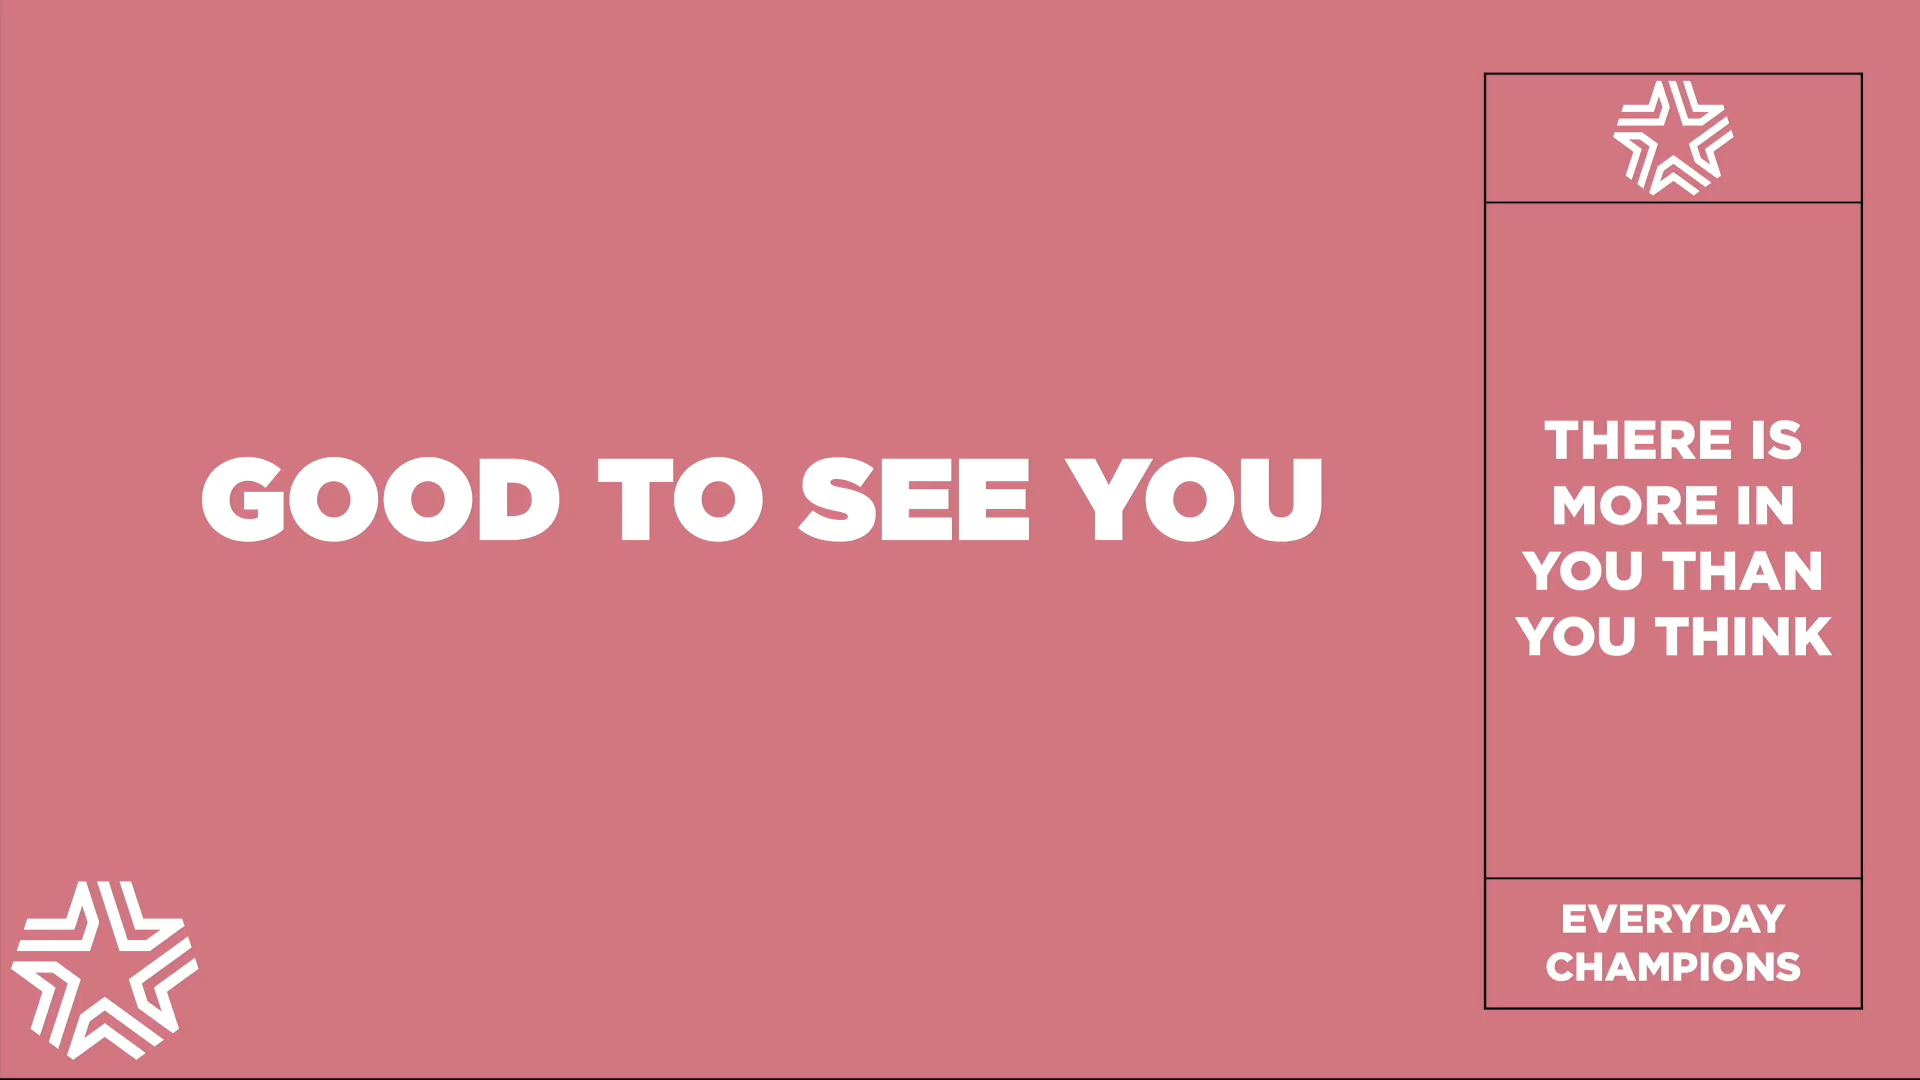 GOOD TO SEE YOU
THERE IS
MORE IN
YOU THAN
YOU THINK
EVERYDAY
CHAMPIONS